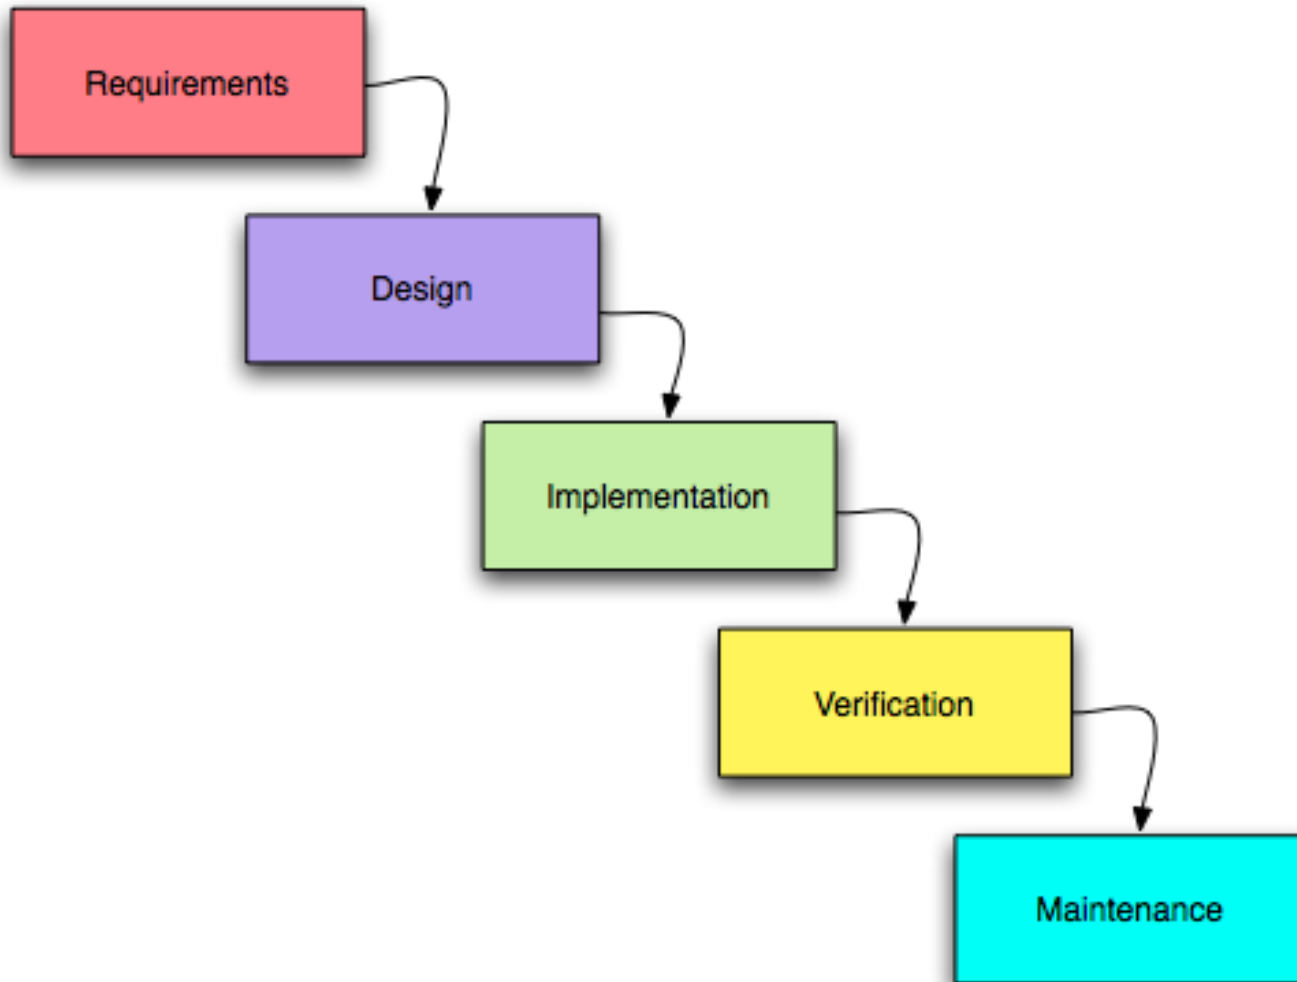 Requirements
Design
Implementation
Verification
Maintenance